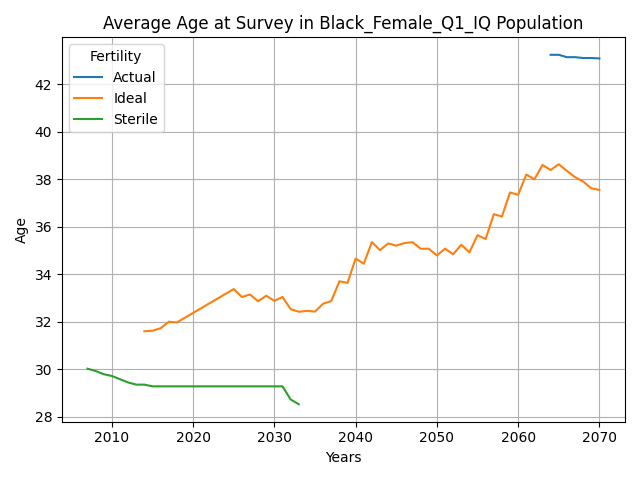 Average Age at Survey in Black_Female_Q1_IQ Population
Fertility
Actual
Ideal
Sterile
Age
42
40
38
36
34
32
30
28
2010 2020 2030 2040 2050 2060 2070
Years